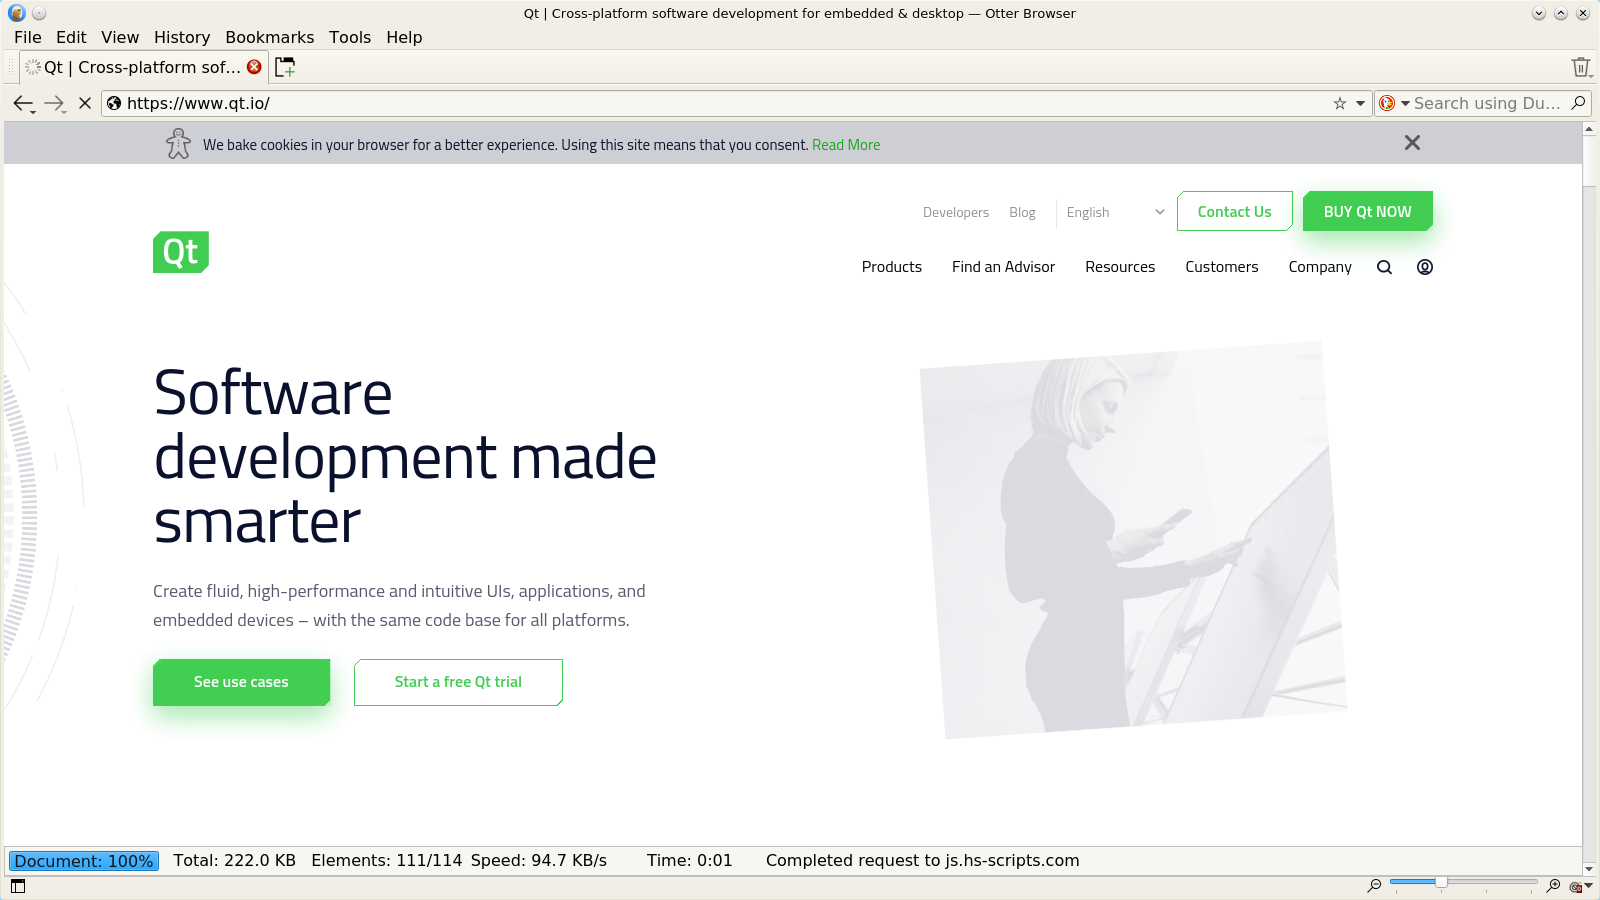 Qt | Cross-platform software development for embedded & desktop — Otter Browser
File Edit View History Bookmarks Tools Help
Qt | Cross-platform sof...
https://www.qt.io/
Search using Du...
We bake cookies in your browser for a better experience. Using this site means that you consent. Read More
Developers Blog English Contact Us BUY Qt NOW
Qt
Products Find an Advisor Resources Customers Company
Software
development made
smarter
Create fluid, high-performance and intuitive UIs, applications, and
embedded devices – with the same code base for all platforms.
See use cases Start a free Qt trial
Document: 100% Total: 222.0 KB Elements: 111/114 Speed: 94.7 KB/s Time: 0:01 Completed request to js.hs-scripts.com